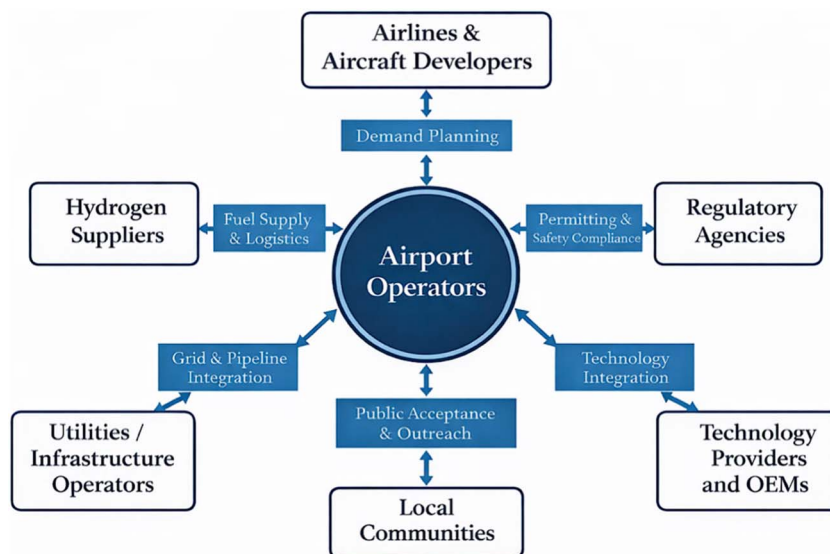 Airlines &
Aircraft Developers
Demand Planning
Hydrogen
Suppliers
Fuel Supply
& Logistics
Airport
Operators
Permitting &
Safety Compliance
Regulatory
Agencies
Grid & Pipeline
Integration
Technology
Integration
Public Acceptance
& Outreach
Utilities /
Infrastructure
Operators
Local
Communities
Technology
Providers
and OEMs